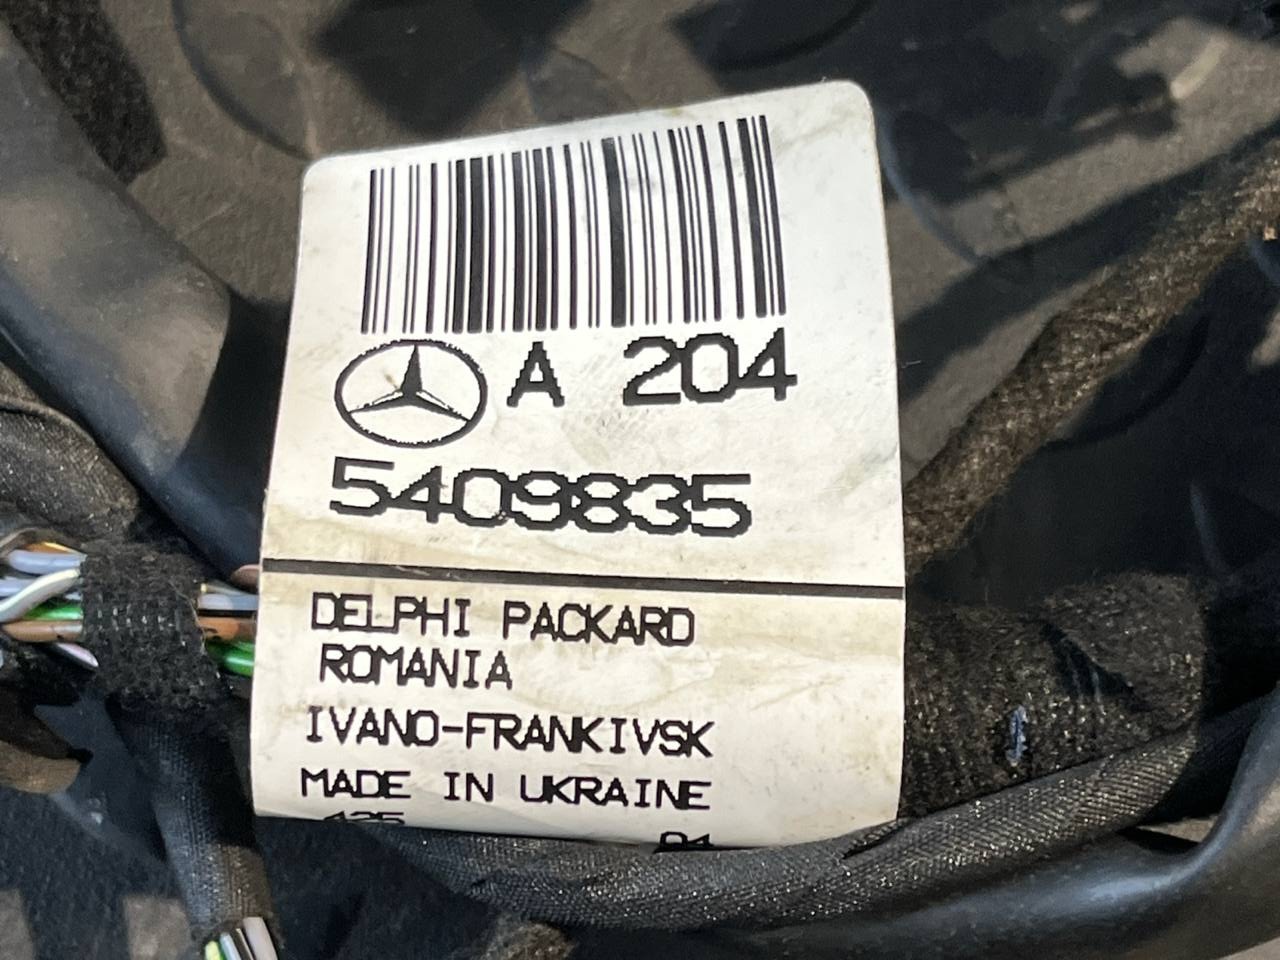 A 204
5409835
DELPHI PACKARD
ROMANIA
IVANO-FRANKIVSK
MADE IN UKRAINE